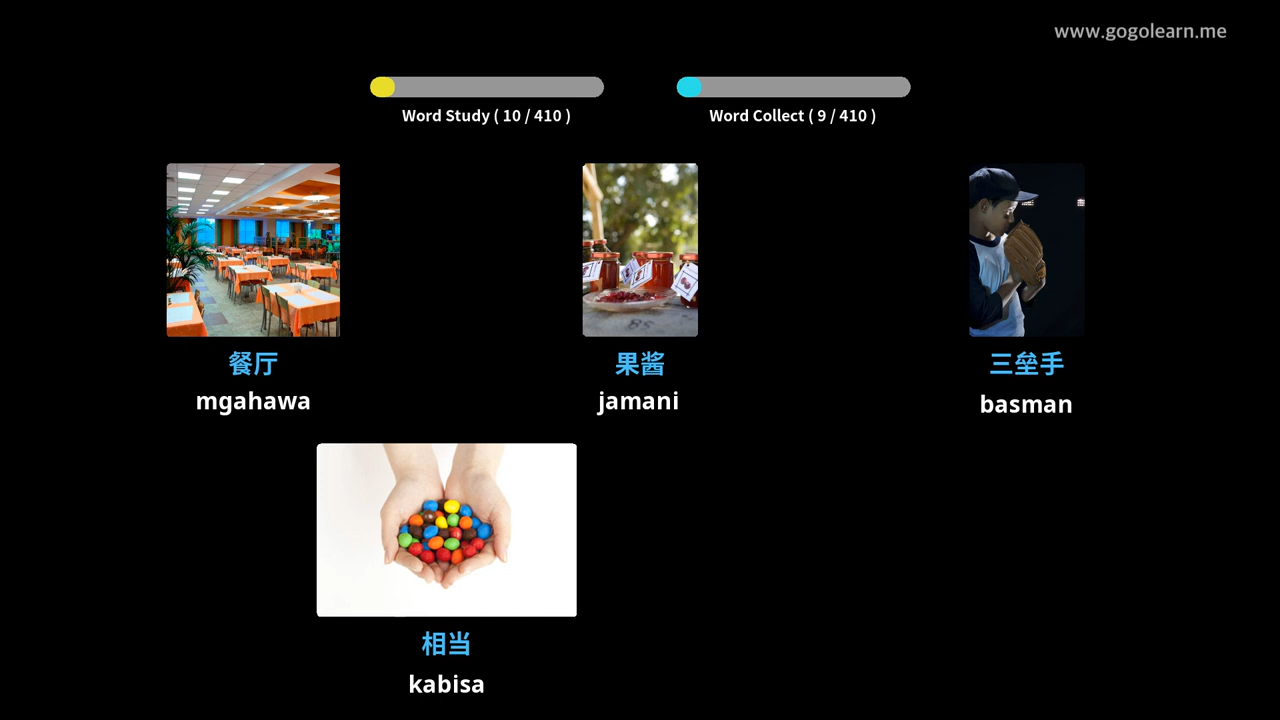 www.gogolearn.me
Word Study ( 10 / 410 )
Word Collect ( 9 / 410 )
餐厅
mgahawa
果酱
jamani
三垒手
basman
相当
kabisa